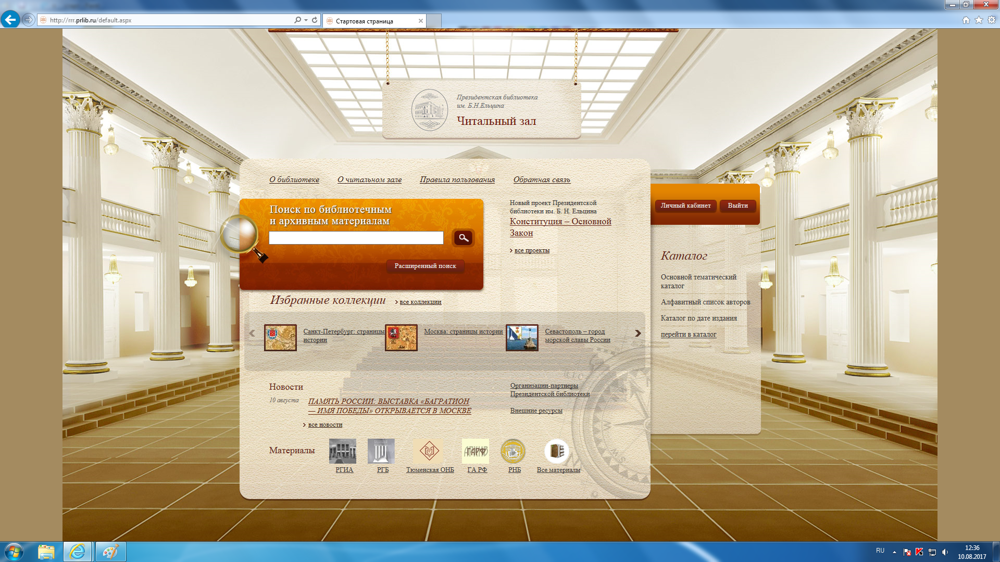 http://rrr.prlib.ru/default.aspx
Стартовая страница
Президентская библиотека
им. Б.Н.Ельцина
Читальный зал
О библиотеке
О читальном зале
Правила пользования
Обратная связь
Поиск по библиотечным
и архивным материалам
Расширенный поиск
Новый проект Президентской
библиотеки им. Б. Н. Ельцина
Конституция – Основной
Закон
все проекты
Личный кабинет
Выйти
Каталог
Основной тематический
каталог
Алфавитный список авторов
Каталог по дате издания
перейти в каталог
Избранные коллекции
все коллекции
Санкт-Петербург: страницы
истории
Москва: страницы истории
Севастополь – город
морской славы России
Новости
10 августа
ПАМЯТЬ РОССИИ: ВЫСТАВКА «БАГРАТИОН
— ИМЯ ПОБЕДЫ» ОТКРЫВАЕТСЯ В МОСКВЕ
все новости
Организации-партнеры
Президентской библиотеки
Внешние ресурсы
Материалы
РГИА
РГБ
Тюменская ОНБ
ГАРФ
ГА РФ
РНБ
Все материалы
RU
12:36
10.08.2017